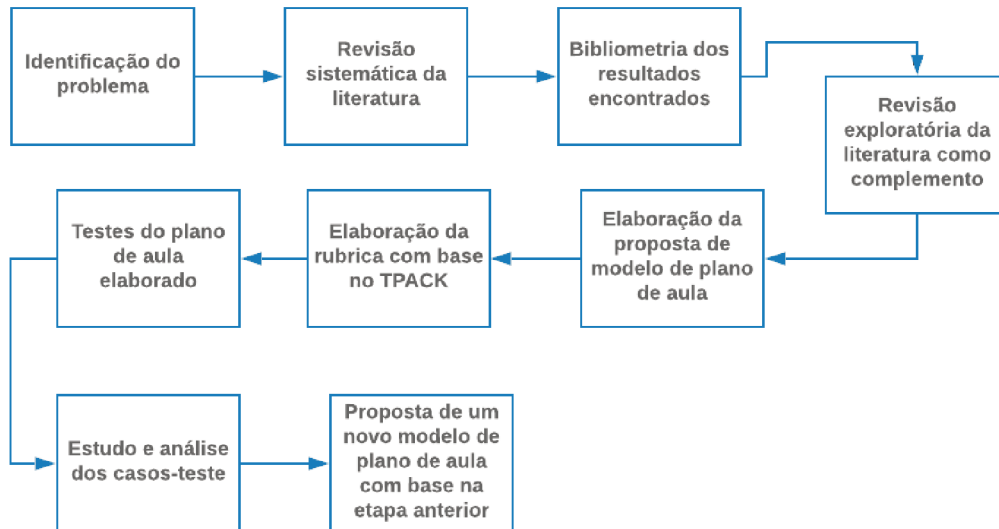 Identificação do
problema
Revisão
sistemática da
literatura
Bibliometria dos
resultados
encontrados
Revisão
exploratória da
literatura como
complemento
Elaboração da
proposta de
modelo de plano
de aula
Elaboração da
rubrica com base
no TPACK
Testes do plano
de aula
elaborado
Estudo e análise
dos casos-teste
Proposta de um
novo modelo de
plano de aula
com base na
etapa anterior